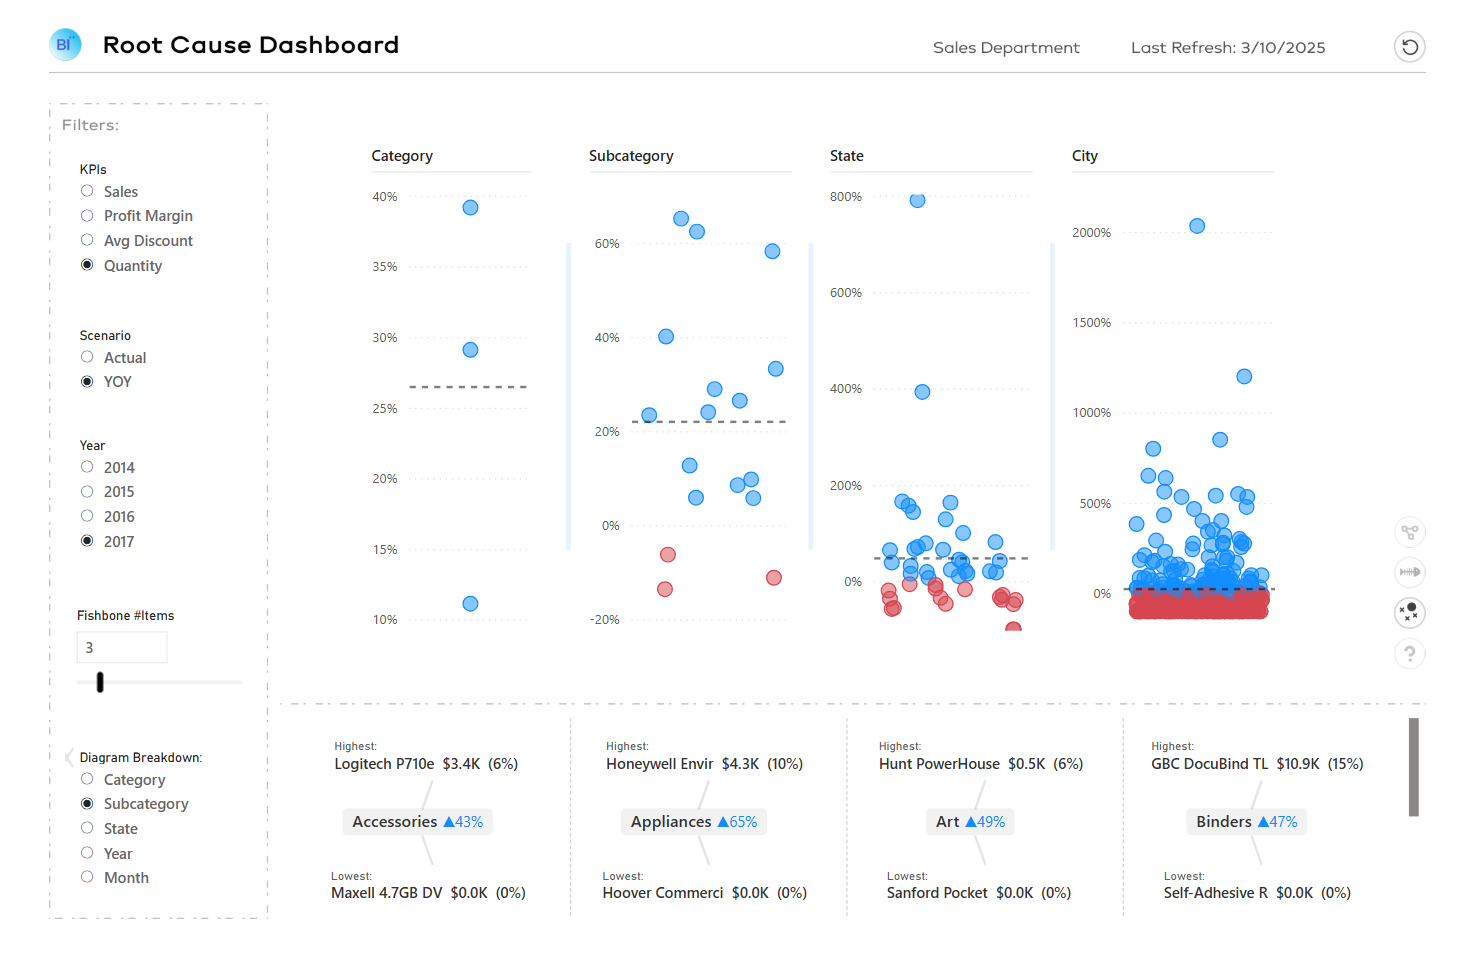 BI
Root Cause Dashboard
Sales Department
Last Refresh: 3/10/2025
Filters:
KPIs
Sales
Profit Margin
Avg Discount
Quantity
Scenario
Actual
YOY
Year
2014
2015
2016
2017
Fishbone #Items
3
Diagram Breakdown:
Category
Subcategory
State
Year
Month
Category
40%
35%
30%
25%
20%
15%
10%
Subcategory
60%
40%
20%
0%
-20%
State
800%
600%
400%
200%
0%
City
2000%
1500%
1000%
500%
0%
?
Highest:
Logitech P710e $3.4K (6%)
Accessories ▲43%
Lowest:
Maxell 4.7GB DV $0.0K (0%)
Highest:
Honeywell Envir $4.3K (10%)
Appliances ▲65%
Lowest:
Hoover Commerci $0.0K (0%)
Highest:
Hunt PowerHouse $0.5K (6%)
Art ▲49%
Lowest:
Sanford Pocket $0.0K (0%)
Highest:
GBC DocuBind TL $10.9K (15%)
Binders ▲47%
Lowest:
Self-Adhesive R $0.0K (0%)